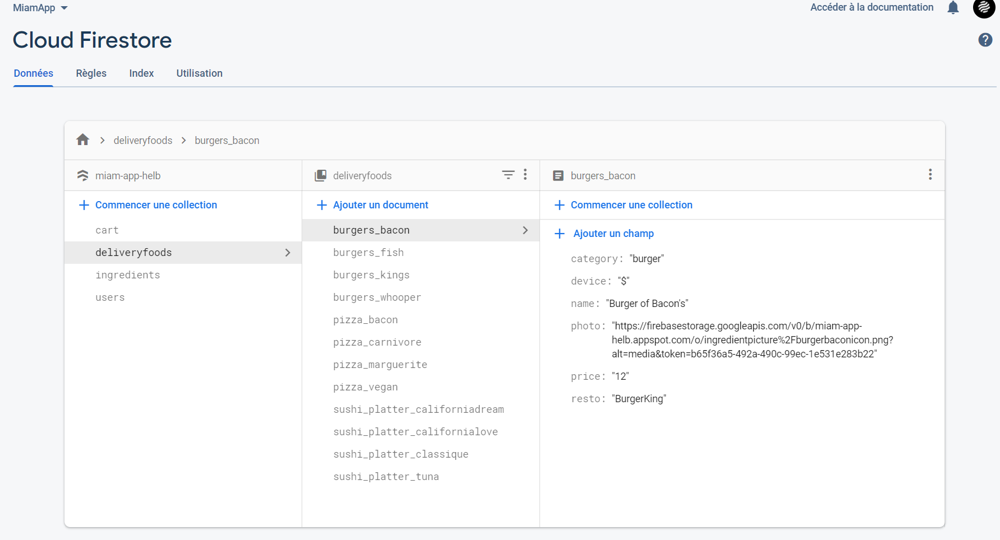 MiamApp
Accéder à la documentation
Cloud Firestore
Données
Règles
Index
Utilisation
deliveryfoods
burgers_bacon
miam-app-helb
deliveryfoods
burgers_bacon
Commencer une collection
cart
deliveryfoods
ingredients
users
Ajouter un document
burgers_bacon
burgers_fish
burgers_kings
burgers_whooper
pizza_bacon
pizza_carnivore
pizza_marguerite
pizza_vegan
sushi_platter_californiadream
sushi_platter_californialove
sushi_platter_classique
sushi_platter_tuna
Commencer une collection
Ajouter un champ
category: "burger"
device: "$"
name: "Burger of Bacon's"
photo: "https://firebasestorage.googleapis.com/v0/b/miam-app-
helb.appspot.com/o/ingredientpicture%2Fburgerbaconicon.png?
alt=media&token=b65f36a5-492a-490c-99ec-1e531e283b22"
price: "12"
resto: "BurgerKing"